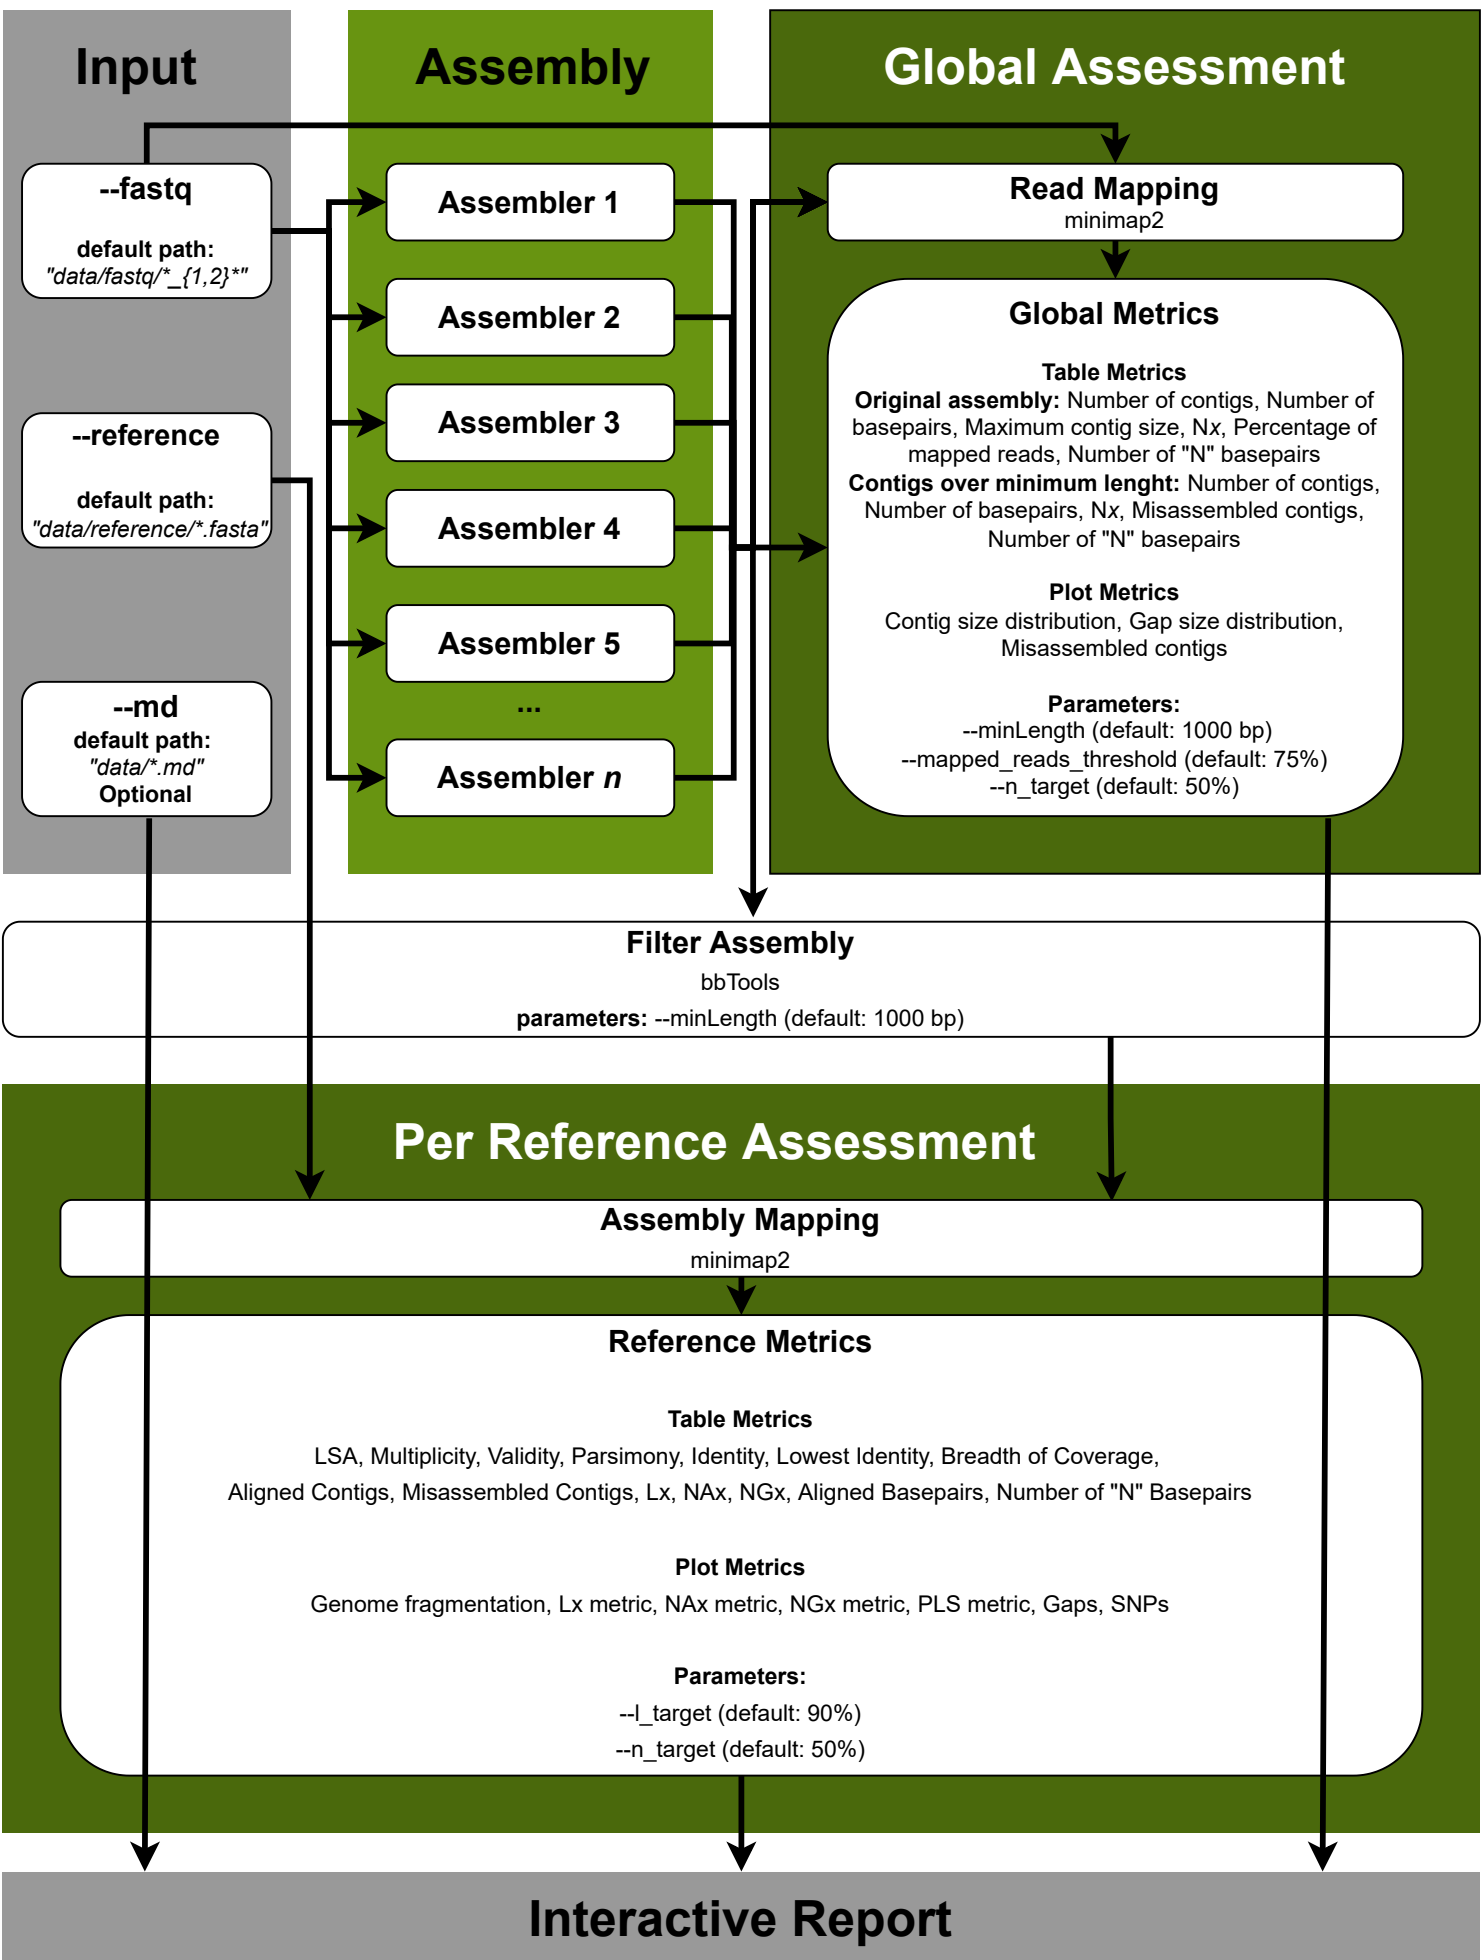 Input
--fastq
default path:
"data/fastq/*_{1,2}*"
--reference
default path:
"data/reference/*.fasta"
--md
default path:
"data/*.md"
Optional
Assembly
Assembler 1
Assembler 2
Assembler 3
Assembler 4
Assembler 5
...
Assembler n
Global Assessment
Read Mapping
minimap2
Global Metrics
Table Metrics
Original assembly: Number of contigs, Number of
basepairs, Maximum contig size, Nx, Percentage of
mapped reads, Number of "N" basepairs
Contigs over minimum lenght: Number of contigs,
Number of basepairs, Nx, Misassembled contigs,
Number of "N" basepairs
Plot Metrics
Contig size distribution, Gap size distribution,
Misassembled contigs
Parameters:
--minLength (default: 1000 bp)
--mapped_reads_threshold (default: 75%)
--n_target (default: 50%)
Filter Assembly
bbTools
parameters: --minLength (default: 1000 bp)
Per Reference Assessment
Assembly Mapping
minimap2
Reference Metrics
Table Metrics
LSA, Multiplicity, Validity, Parsimony, Identity, Lowest Identity, Breadth of Coverage,
Aligned Contigs, Misassembled Contigs, Lx, NAx, NGx, Aligned Basepairs, Number of "N" Basepairs
Plot Metrics
Genome fragmentation, Lx metric, NAx metric, NGx metric, PLS metric, Gaps, SNPs
Parameters:
--l_target (default: 90%)
--n_target (default: 50%)
Interactive Report